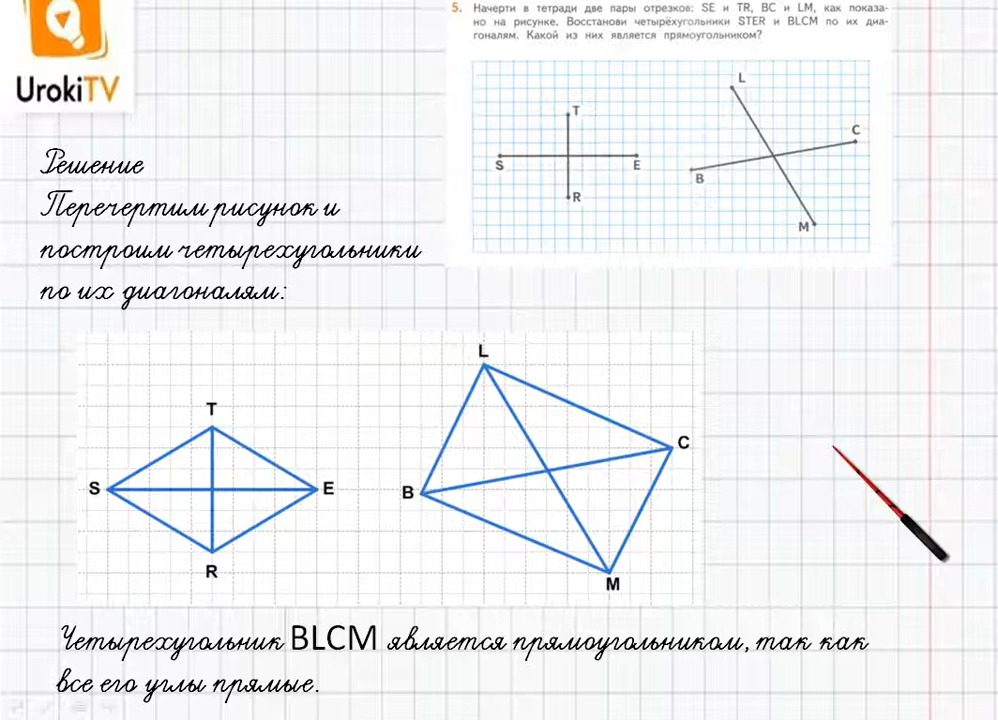 UrokiTV
5. Начерти в тетради две пары отрезков: SE и TR, BC и LM, как показа-
но на рисунке. Восстанови четырёхугольники STER и BLCM по их диа-
гоналям. Какой из них является прямоугольником?
T
S
E
R
L
C
B
M
Решение
Перечертим рисунок и
построим четырехугольники
по их диагоналям:
T
S
E
R
L
C
B
M
Четырехугольник BLCM является прямоугольником, так как
все его углы прямые.